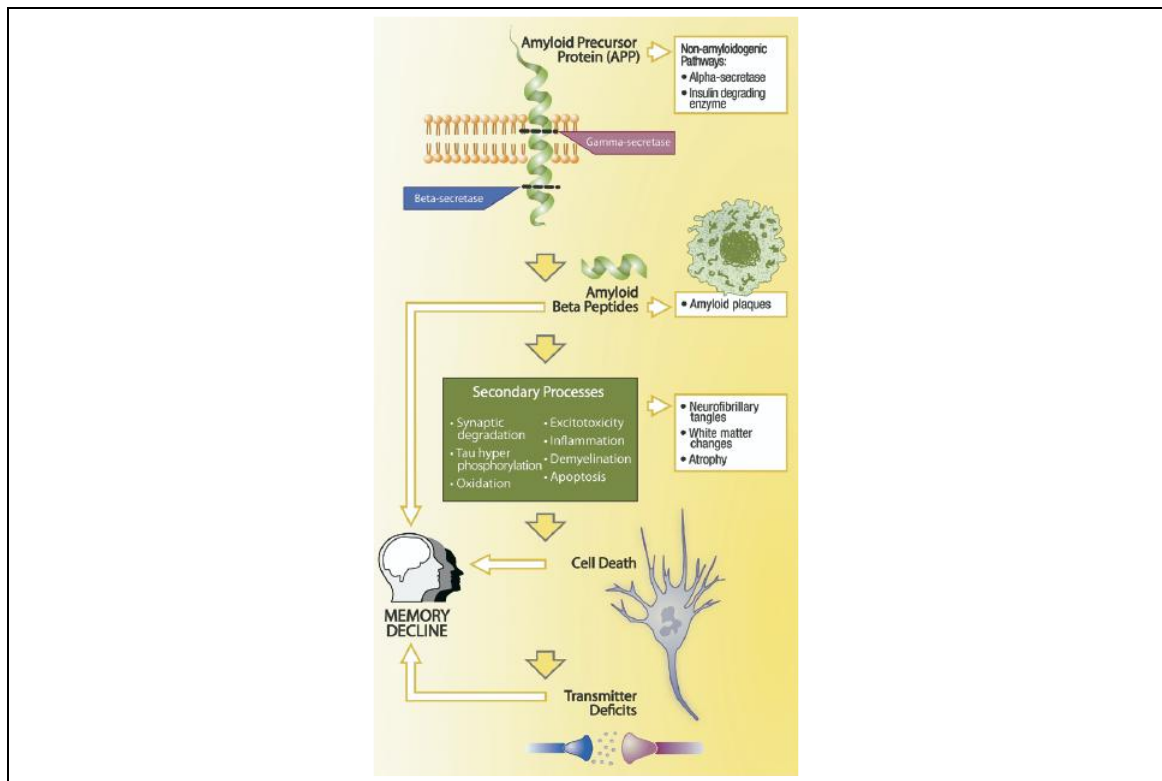 Amyloid Precursor
Protein (APP)
Non-amyloidogenic
Pathways:
• Alpha-secretase
• Insulin degrading
enzyme
Gamma-secretase
Beta-secretase
Amyloid
Beta Peptides
• Amyloid plaques
Secondary Processes
• Synaptic
degradation
• Tau hyper
phosphorylation
• Oxidation
• Excitotoxicity
• Inflammation
• Demyelination
• Apoptosis
• Neurofibrillary
tangles
• White matter
changes
• Atrophy
Cell Death
MEMORY
DECLINE
Transmitter
Deficits